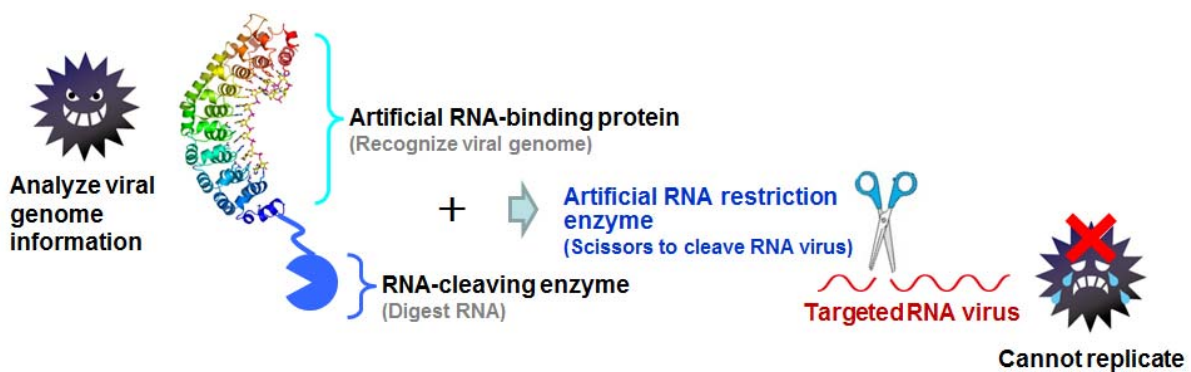 Analyze viral
genome
information
Artificial RNA-binding protein
(Recognize viral genome)
+
RNA-cleaving enzyme
(Digest RNA)
Artificial RNA restriction
enzyme
(Scissors to cleave RNA virus)
Targeted RNA virus
Cannot replicate